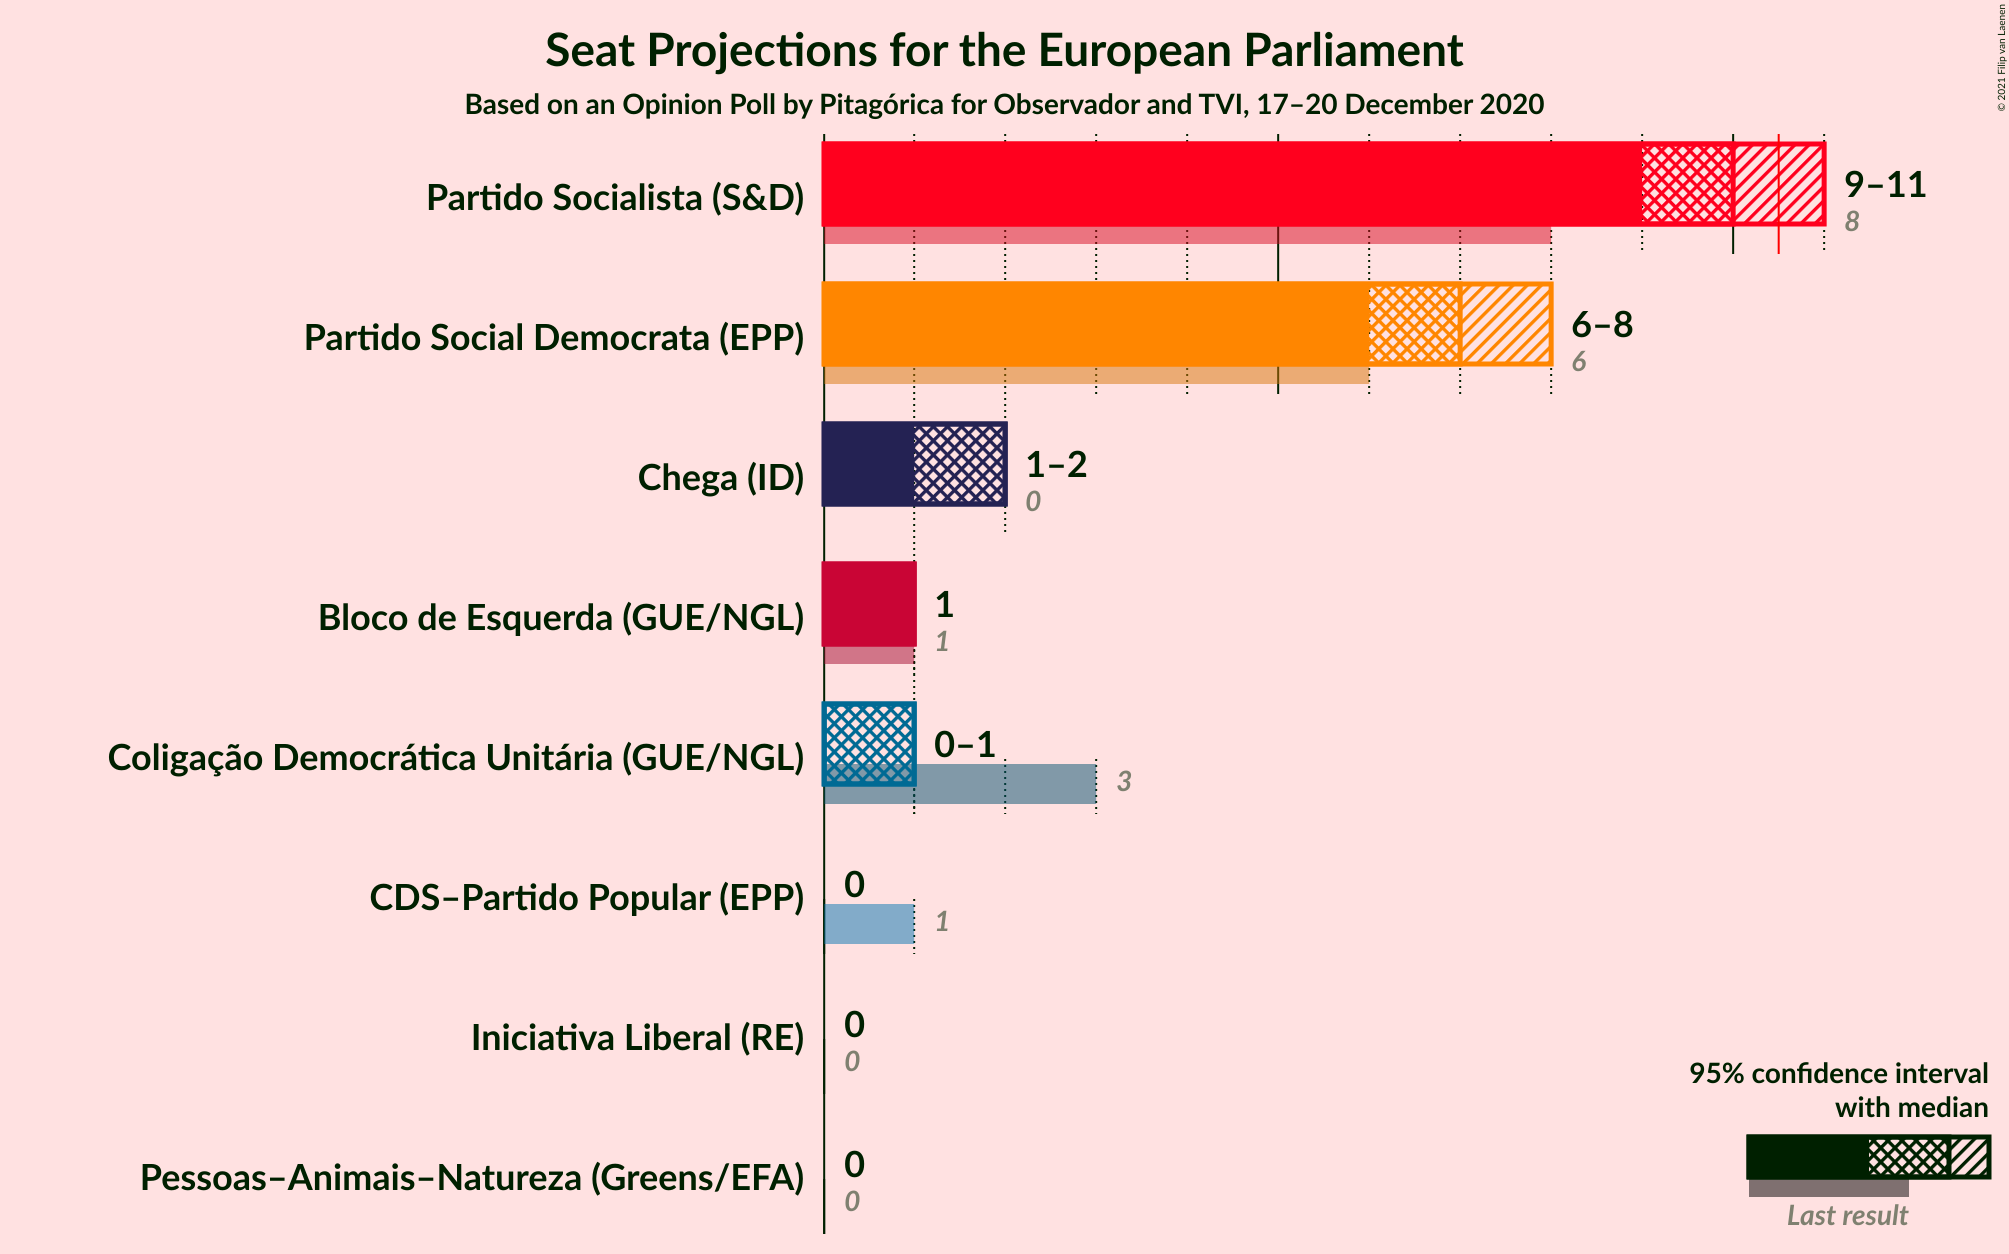 Seat Projections for the European Parliament
Based on an Opinion Poll by Pitagórica for Observador and TVI, 17–20 December 2020
© 2021 Filip van Laenen
Partido Socialista (S&D)
9–11
8
Partido Social Democrata (EPP)
6–8
6
Chega (ID)
1–2
0
Bloco de Esquerda (GUE/NGL)
1
1
Coligação Democrática Unitária (GUE/NGL)
0–1
3
CDS–Partido Popular (EPP)
0
1
Iniciativa Liberal (RE)
0
0
Pessoas–Animais–Natureza (Greens/EFA)
0
0
95% confidence interval
with median
Last result